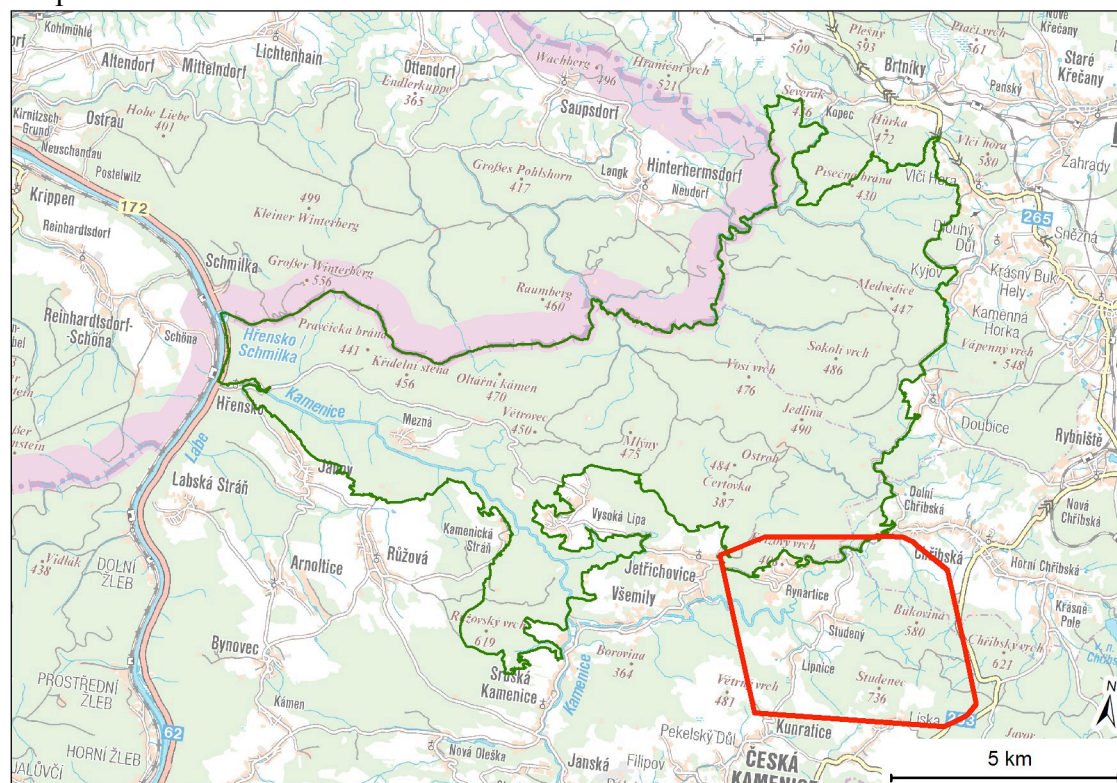 Kohlmühle
Altendorf
Mittelndorf
Lichtenhain
Ottendorf
Endlerkuppe
365
Wachberg
496
Saupsdorf
Hraniční vrch
521
509
Plešný
593
Ptačí vrch
561
Nové
Křečany
Brtníky
Panský
Staré
Křečany
Kirnitzsch-
Grund
Ostrau
Hohe Liebe
401
Neuschandau
Postelwitz
Krippen
172
Reinhardtsdorf
Großes Pohlshorn
417
Langk
Hinterhermsdorf
Neudorf
Severák
Kopec
Hůrka
472
Vlčí hora
580
Zahrady
Vlčí Hora
Písečná brána
430
265
Dlouhý
Důl
Sněžná
499
Kleiner Winterberg
Schmilka
Großer Winterberg
556
Raumberg
460
Kyjov
Krásný Buk
Hely
Medvědice
447
Kamenná
Horka
Reinhardtsdorf-
Schöna
Schöna
Hřensko /
Schmilka
Pravčická brána
441
Křídelní stěna
456
Oltářní kámen
470
Vosí vrch
476
Sokolí vrch
486
Vápenný vrch
548
Hřensko
Kamenice
Mezná
Větrovec
450
Mlýny
475
Jedlina
490
Doubice
Rybniště
Labe
Labská Stráň
Janov
Ostroh
484
Čertovka
387
Dolní
Chřibská
Nová
Chřibská
Kamenická
Stráň
Vysoká Lípa
Vidlák
438
DOLNÍ
ŽLEB
Arnoltice
Růžová
Jetřichovice
Všemily
Rynartice
Chřibská
Horní Chřibská
Krásné
Pole
Bynovec
Růžovský vrch
619
Studený
Bukovina
580
Chřibský vrch
621
Lipnice
Borovina
364
Srbská
Kamenice
Kamenice
PROSTŘEDNÍ
ŽLEB
Kámen
Větrný vrch
481
Studenec
736
Líska
N
Kunratice
62
HORNÍ ŽLEB
Nová Oleška
Janská
Filipov
Pekelský Důl
ČESKÁ
KAMENICE
Javor
5 km